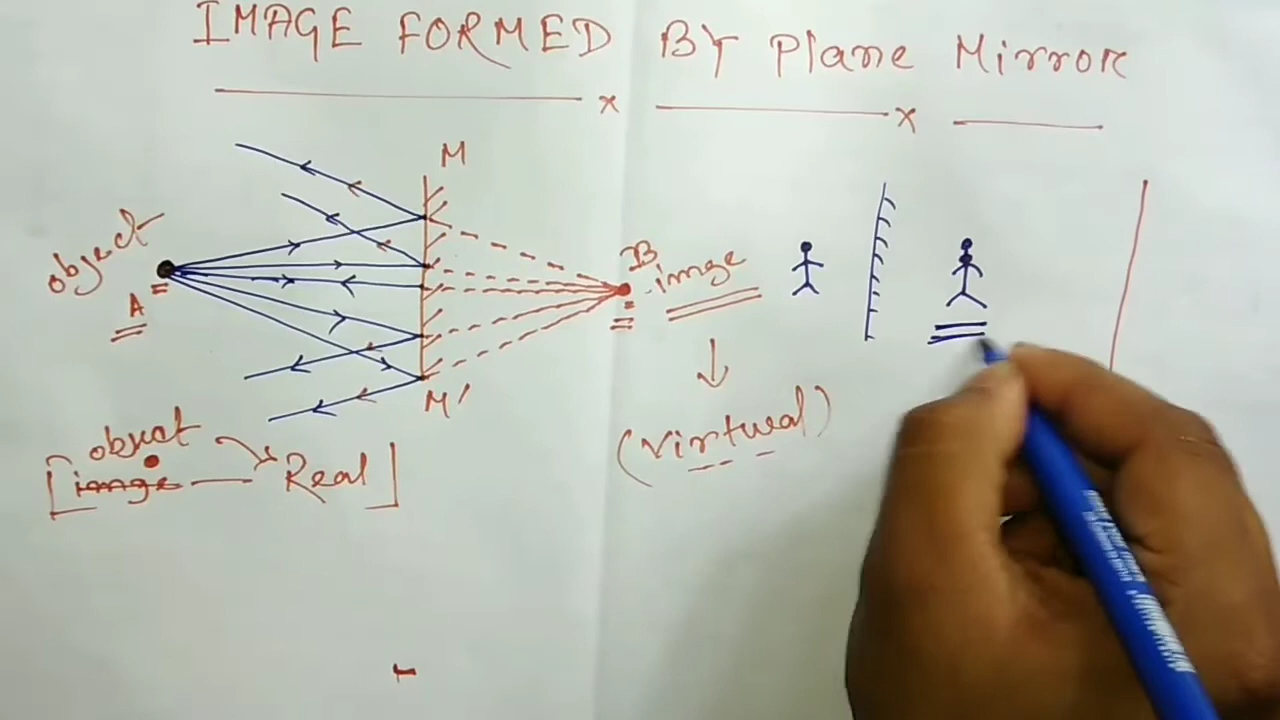 IMAGE FORMED BY Plane Mirror
x x
M
object
A
B
image
M'
(virtual)
object
[image — Real]